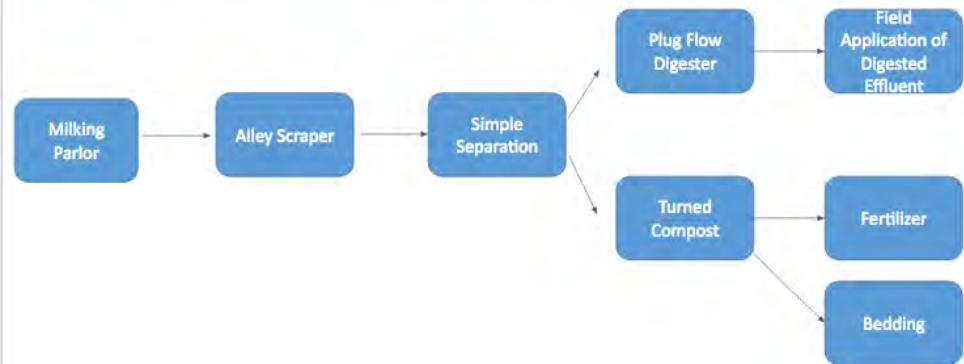 Milking
Parlor
Alley Scraper
Simple
Separation
Plug Flow
Digester
Field
Application of
Digested
Effluent
Turned
Compost
Fertilizer
Bedding